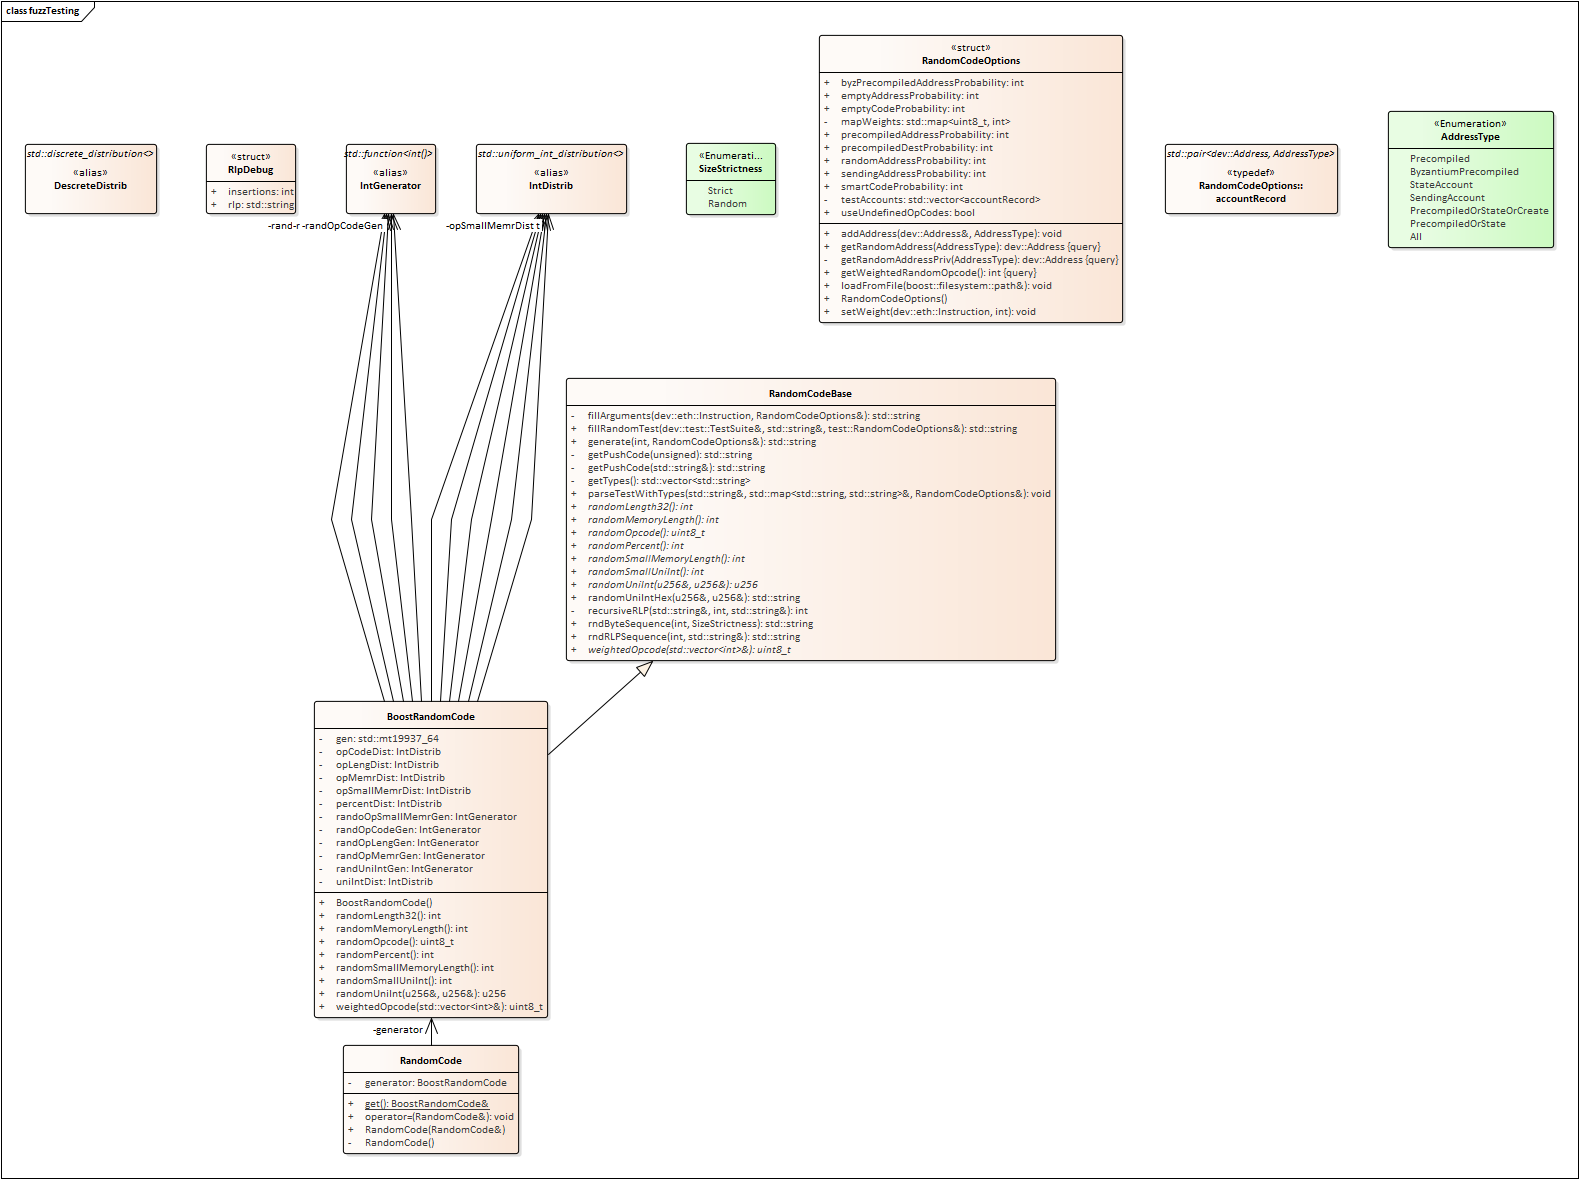 class fuzzTesting
std::discrete_distribution<>
«alias»
DescreteDistrib
«struct»
RlpDebug
+ insertions: int
+ rlp: std::string
std::function<int()>
«alias»
IntGenerator
std::uniform_int_distribution<>
«alias»
IntDistrib
«Enumerati...
SizeStrictness
Strict
Random
«struct»
RandomCodeOptions
+ byzPrecompiledAddressProbability: int
+ emptyAddressProbability: int
+ emptyCodeProbability: int
- mapWeights: std::map<uint8_t, int>
+ precompiledAddressProbability: int
+ precompiledDestProbability: int
+ randomAddressProbability: int
+ sendingAddressProbability: int
+ smartCodeProbability: int
- testAccounts: std::vector<accountRecord>
+ useUndefinedOpCodes: bool
+ addAddress(dev::Address&, AddressType): void
+ getRandomAddress(AddressType): dev::Address {query}
- getRandomAddressPriv(AddressType): dev::Address {query}
+ getWeightedRandomOpcode(): int {query}
+ loadFromFile(boost::filesystem::path&): void
+ RandomCodeOptions()
+ setWeight(dev::eth::Instruction, int): void
std::pair<dev::Address, AddressType>
«typedef»
RandomCodeOptions::
accountRecord
«Enumeration»
AddressType
Precompiled
ByzantiumPrecompiled
StateAccount
SendingAccount
PrecompiledOrStateOrCreate
PrecompiledOrState
All
-rand-r -randOpCodeGen
-opSmallMemrDist t
RandomCodeBase
- fillArguments(dev::eth::Instruction, RandomCodeOptions&): std::string
+ fillRandomTest(dev::test::TestSuite&, std::string&, test::RandomCodeOptions&): std::string
+ generate(int, RandomCodeOptions&): std::string
- getPushCode(unsigned): std::string
- getPushCode(std::string&): std::string
- getTypes(): std::vector<std::string>
+ parseTestWithTypes(std::string&, std::map<std::string, std::string>&, RandomCodeOptions&): void
+ randomLength32(): int
+ randomMemoryLength(): int
+ randomOpcode(): uint8_t
+ randomPercent(): int
+ randomSmallMemoryLength(): int
+ randomSmallUniInt(): int
+ randomUniInt(u256&, u256&): u256
+ randomUniIntHex(u256&, u256&): std::string
- recursiveRLP(std::string&, int, std::string&): int
+ rndByteSequence(int, SizeStrictness): std::string
+ rndRLPSequence(int, std::string&): std::string
+ weightedOpcode(std::vector<int>&): uint8_t
BoostRandomCode
- gen: std::mt19937_64
- opCodeDist: IntDistrib
- opLengDist: IntDistrib
- opMemrDist: IntDistrib
- opSmallMemrDist: IntDistrib
- percentDist: IntDistrib
- randoOpSmallMemrGen: IntGenerator
- randOpCodeGen: IntGenerator
- randOpLengGen: IntGenerator
- randOpMemrGen: IntGenerator
- randUniIntGen: IntGenerator
- uniIntDist: IntDistrib
+ BoostRandomCode()
+ randomLength32(): int
+ randomMemoryLength(): int
+ randomOpcode(): uint8_t
+ randomPercent(): int
+ randomSmallMemoryLength(): int
+ randomSmallUniInt(): int
+ randomUniInt(u256&, u256&): u256
+ weightedOpcode(std::vector<int>&): uint8_t
-generator
RandomCode
- generator: BoostRandomCode
+ get(): BoostRandomCode&
+ operator=(RandomCode&): void
+ RandomCode(RandomCode&)
- RandomCode()